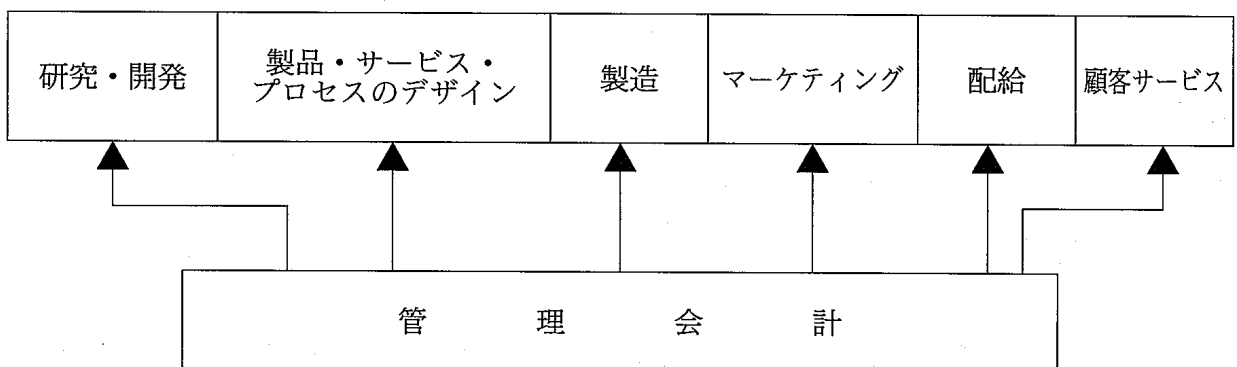 研究・開発
製品・サービス・
プロセスのデザイン
製造
マーケティング
配給
顧客サービス
管理会計